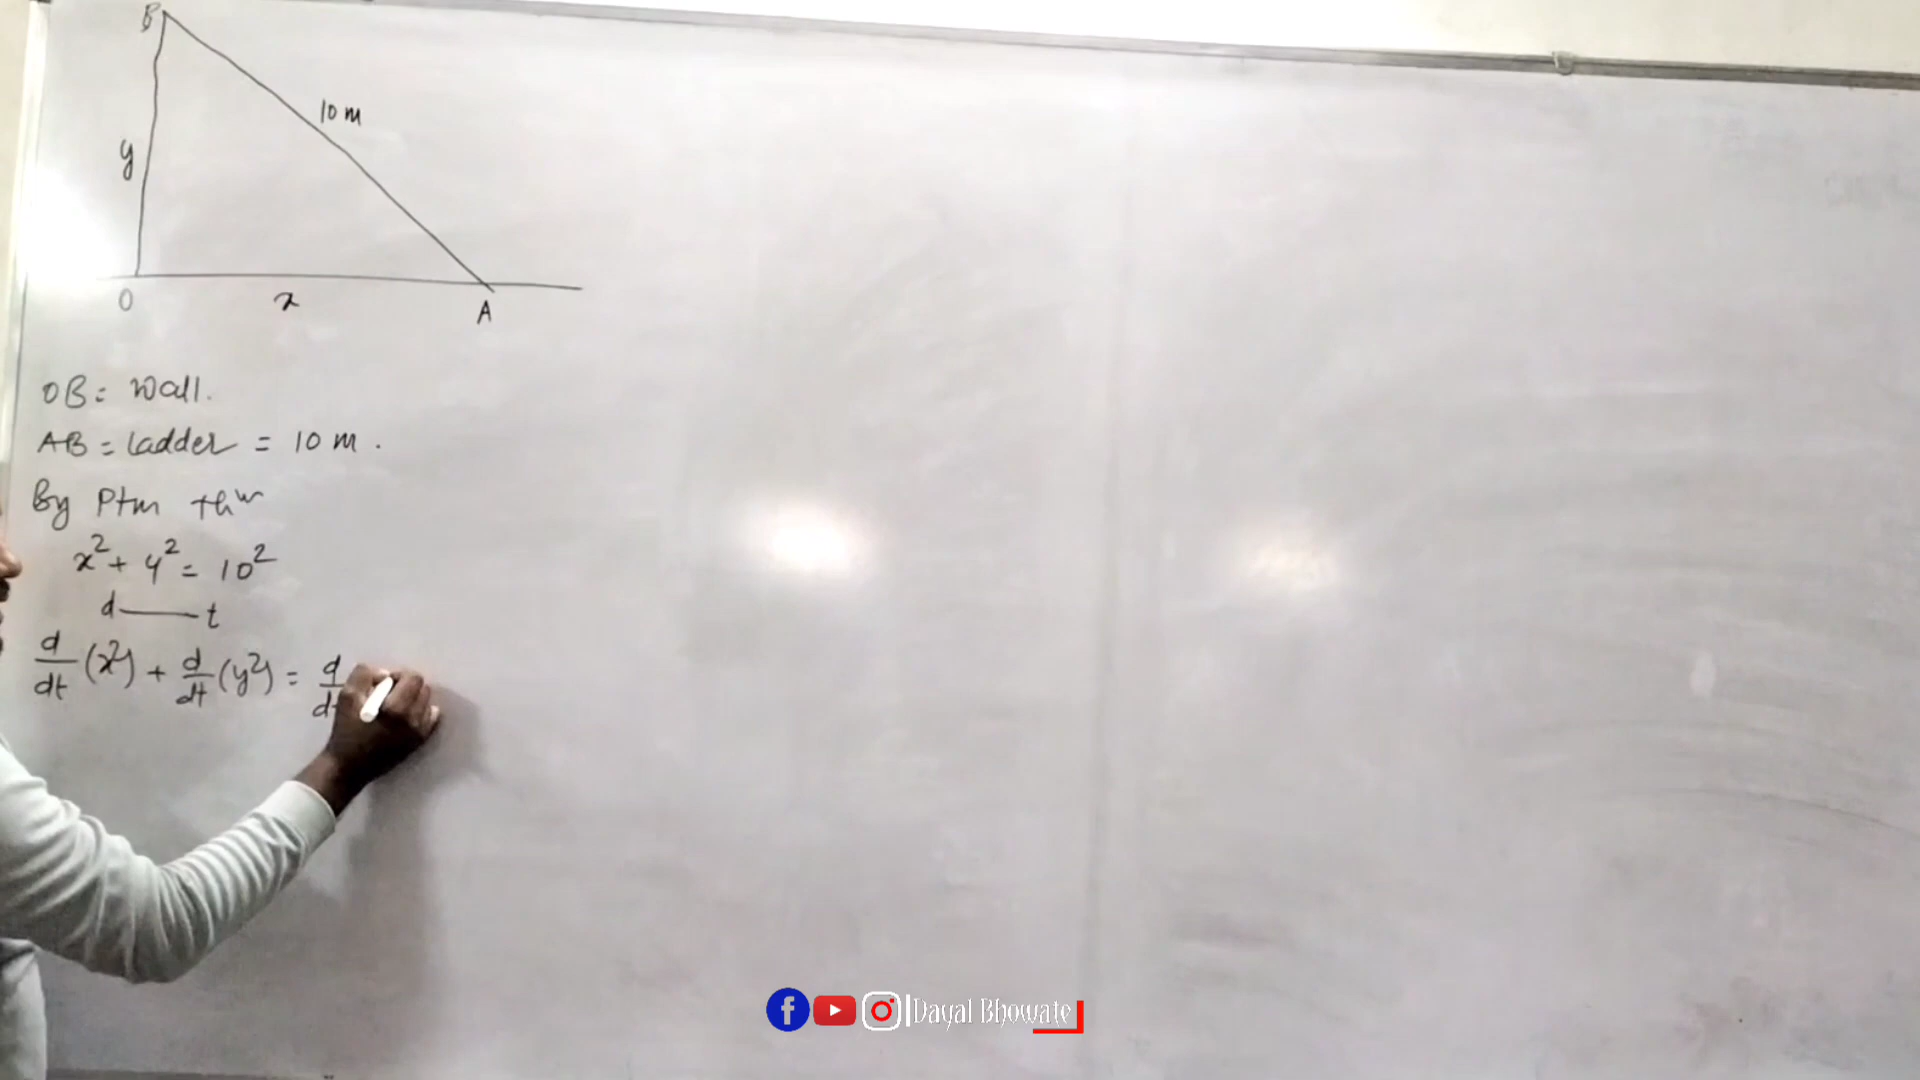 B
10 m
y
O
x
A
OB = Wall.
AB = Ladder = 10 m.
By Ptm thm
x² + y² = 10²
d——t
d/dt (x²) + d/dt (y²) = d/dt
Dayal Bhowate